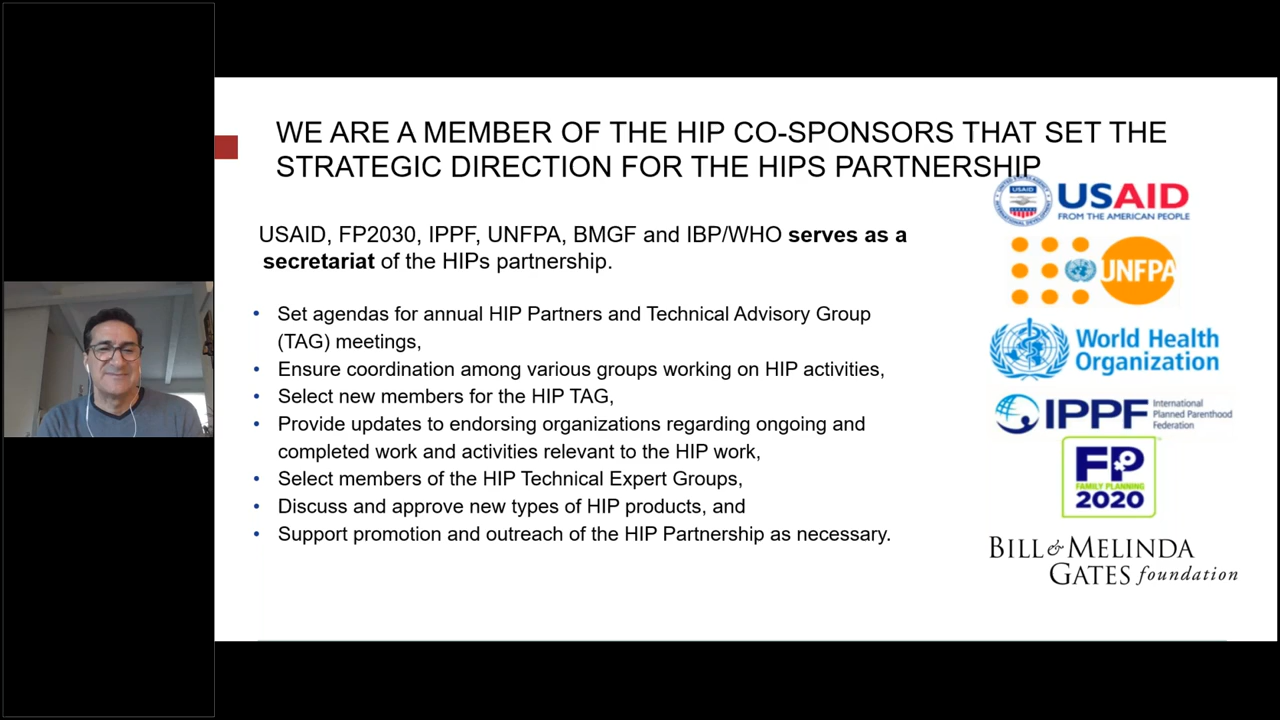 WE ARE A MEMBER OF THE HIP CO-SPONSORS THAT SET THE
STRATEGIC DIRECTION FOR THE HIPS PARTNERSHIP
USAID, FP2030, IPPF, UNFPA, BMGF and IBP/WHO serves as a
secretariat of the HIPs partnership.
• Set agendas for annual HIP Partners and Technical Advisory Group
(TAG) meetings,
• Ensure coordination among various groups working on HIP activities,
• Select new members for the HIP TAG,
• Provide updates to endorsing organizations regarding ongoing and
completed work and activities relevant to the HIP work,
• Select members of the HIP Technical Expert Groups,
• Discuss and approve new types of HIP products, and
• Support promotion and outreach of the HIP Partnership as necessary.
USAID
USAID
FROM THE AMERICAN PEOPLE
UNFPA
World Health
Organization
IPPF
International
Planned Parenthood
Federation
FP
FAMILY PLANNING
2020
BILL & MELINDA
GATES foundation